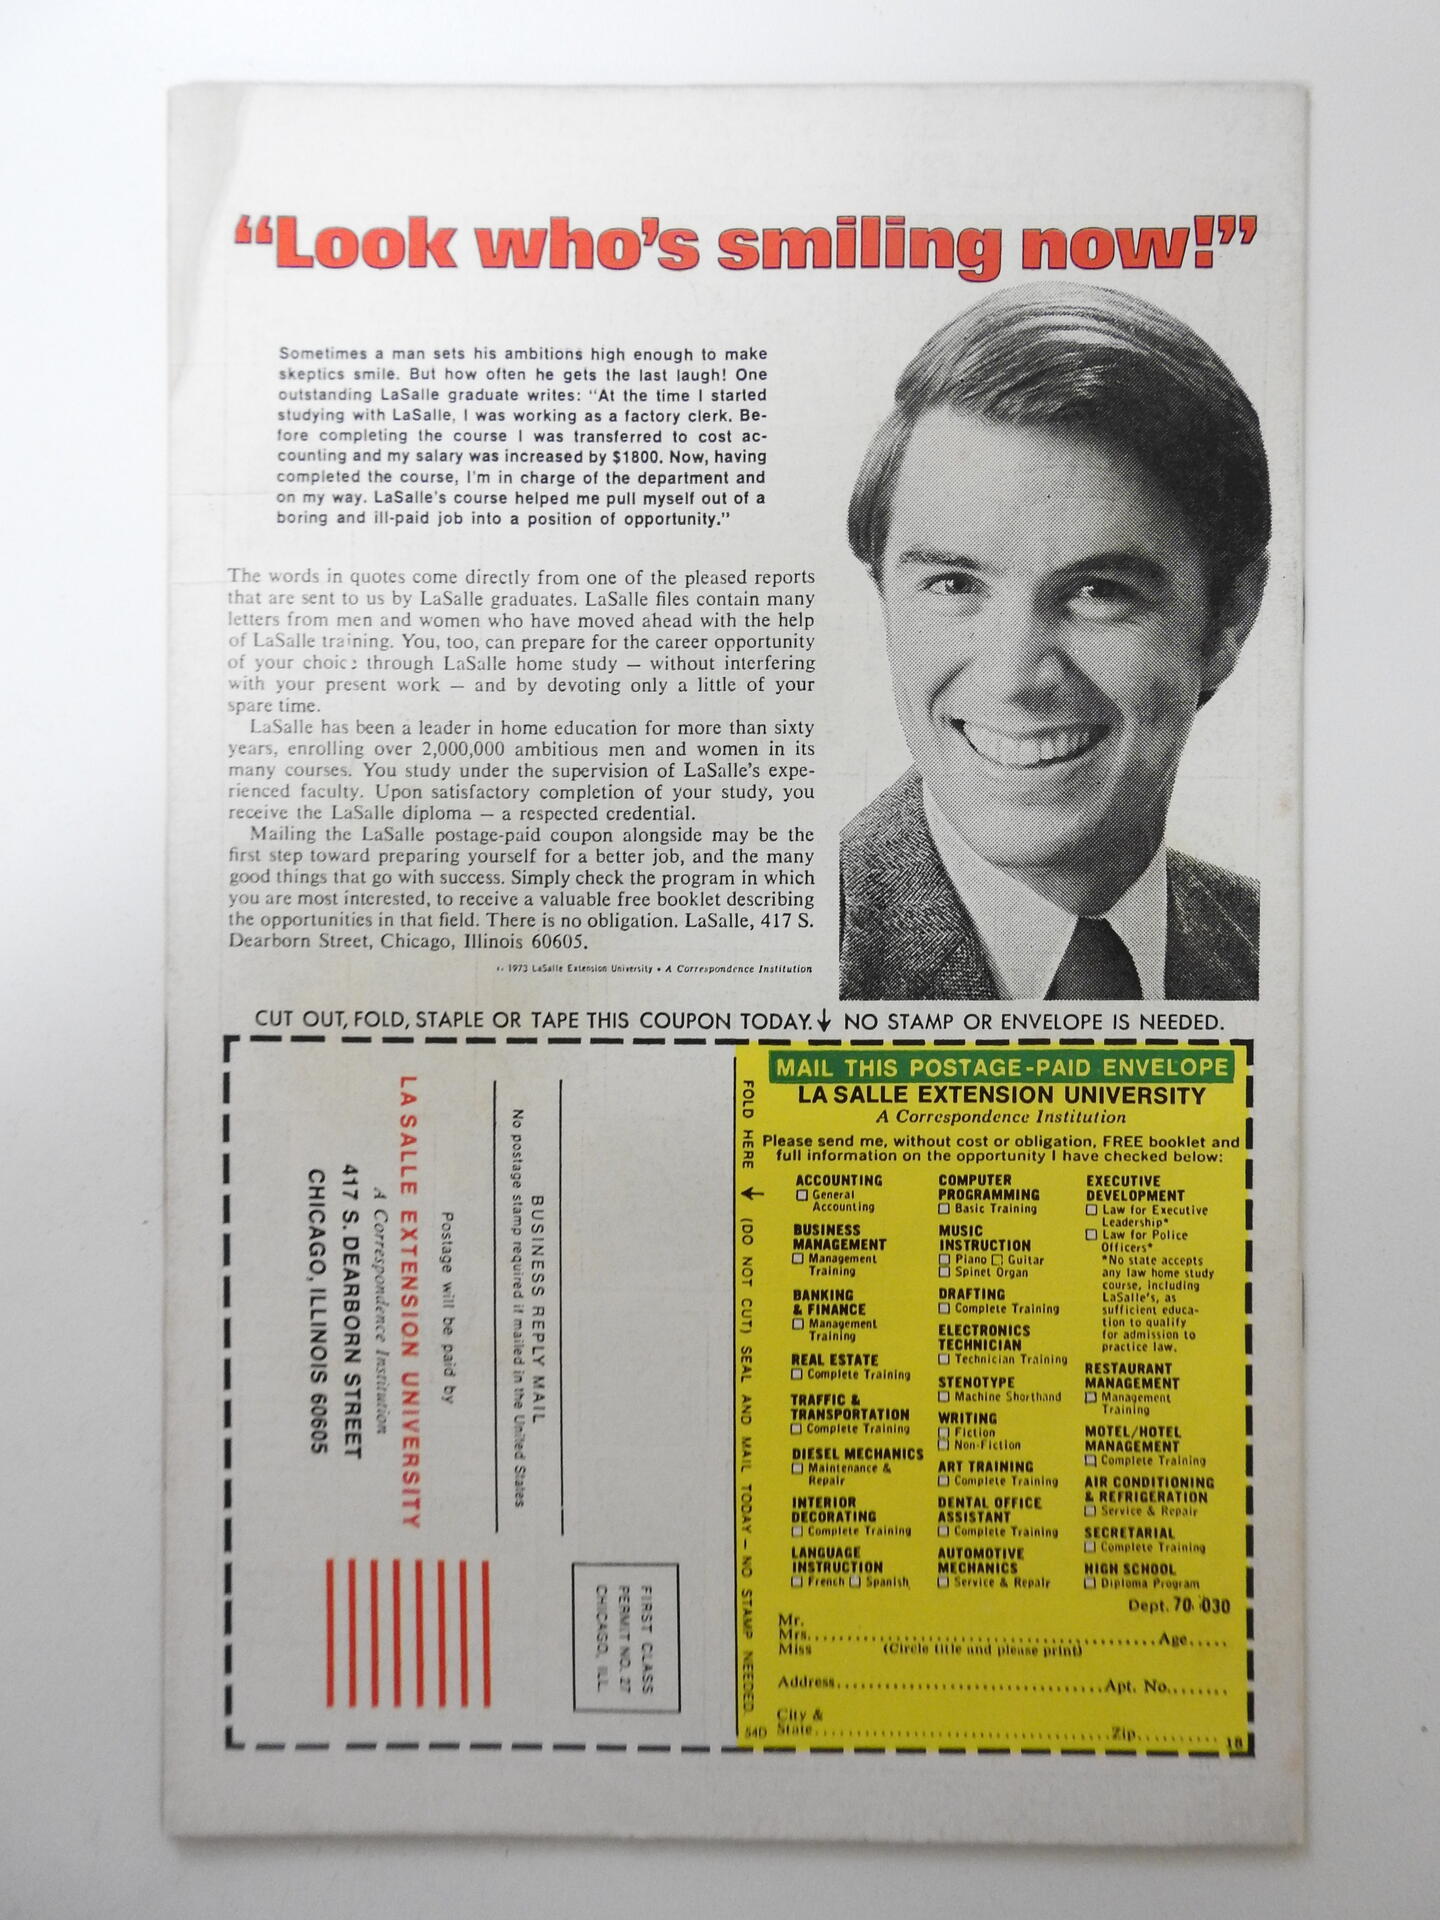 “Look who's smiling now!”
Sometimes a man sets his ambitions high enough to make
skeptics smile. But how often he gets the last laugh! One
outstanding LaSalle graduate writes: “At the time I started
studying with LaSalle, I was working as a factory clerk. Be-
fore completing the course I was transferred to cost ac-
counting and my salary was increased by $1800. Now, having
completed the course, I'm in charge of the department and
on my way. LaSalle's course helped me pull myself out of a
boring and ill-paid job into a position of opportunity.”
The words in quotes come directly from one of the pleased reports
that are sent to us by LaSalle graduates. LaSalle files contain many
letters from men and women who have moved ahead with the help
of LaSalle training. You, too, can prepare for the career opportunity
of your choice through LaSalle home study — without interfering
with your present work — and by devoting only a little of your
spare time.
LaSalle has been a leader in home education for more than sixty
years, enrolling over 2,000,000 ambitious men and women in its
many courses. You study under the supervision of LaSalle's expe-
rienced faculty. Upon satisfactory completion of your study, you
receive the LaSalle diploma — a respected credential.
Mailing the LaSalle postage-paid coupon alongside may be the
first step toward preparing yourself for a better job, and the many
good things that go with success. Simply check the program in which
you are most interested, to receive a valuable free booklet describing
the opportunities in that field. There is no obligation. LaSalle, 417 S.
Dearborn Street, Chicago, Illinois 60605.
1973 LaSalle Extension University • A Correspondence Institution
CUT OUT, FOLD, STAPLE OR TAPE THIS COUPON TODAY.↓ NO STAMP OR ENVELOPE IS NEEDED.
FIRST CLASS
PERMIT NO. 27
CHICAGO, ILL.
BUSINESS REPLY MAIL
No postage stamp required if mailed in the United States
Postage will be paid by
LA SALLE EXTENSION UNIVERSITY
A Correspondence Institution
417 S. DEARBORN STREET
CHICAGO, ILLINOIS 60605
FOLD HERE ↓ (DO NOT CUT) SEAL AND MAIL TODAY — NO STAMP NEEDED.
MAIL THIS POSTAGE-PAID ENVELOPE
LA SALLE EXTENSION UNIVERSITY
A Correspondence Institution
Please send me, without cost or obligation, FREE booklet and
full information on the opportunity I have checked below:
ACCOUNTING
☐ General
Accounting
BUSINESS
MANAGEMENT
☐ Management
Training
BANKING
& FINANCE
☐ Management
Training
REAL ESTATE
☐ Complete Training
TRAFFIC &
TRANSPORTATION
☐ Complete Training
DIESEL MECHANICS
☐ Maintenance &
Repair
INTERIOR
DECORATING
☐ Complete Training
LANGUAGE
INSTRUCTION
☐ French ☐ Spanish
COMPUTER
PROGRAMMING
☐ Basic Training
MUSIC
INSTRUCTION
☐ Piano ☐ Guitar
☐ Spinet Organ
DRAFTING
☐ Complete Training
ELECTRONICS
TECHNICIAN
☐ Technician Training
STENOTYPE
☐ Machine Shorthand
WRITING
☐ Fiction
☐ Non-Fiction
ART TRAINING
☐ Complete Training
DENTAL OFFICE
ASSISTANT
☐ Complete Training
AUTOMOTIVE
MECHANICS
☐ Service & Repair
EXECUTIVE
DEVELOPMENT
☐ Law for Executive
Leadership*
☐ Law for Police
Officers*
*No state accepts
any law home study
course, including
LaSalle's, as
sufficient educa-
tion to qualify
for admission to
practice law.
RESTAURANT
MANAGEMENT
☐ Management
Training
MOTEL/HOTEL
MANAGEMENT
☐ Complete Training
AIR CONDITIONING
& REFRIGERATION
☐ Service & Repair
SECRETARIAL
☐ Complete Training
HIGH SCHOOL
☐ Diploma Program
Dept. 70-030
Mr.
Mrs. Age
Miss (Circle title and please print)
Address Apt. No.
City &
State Zip
54D 18